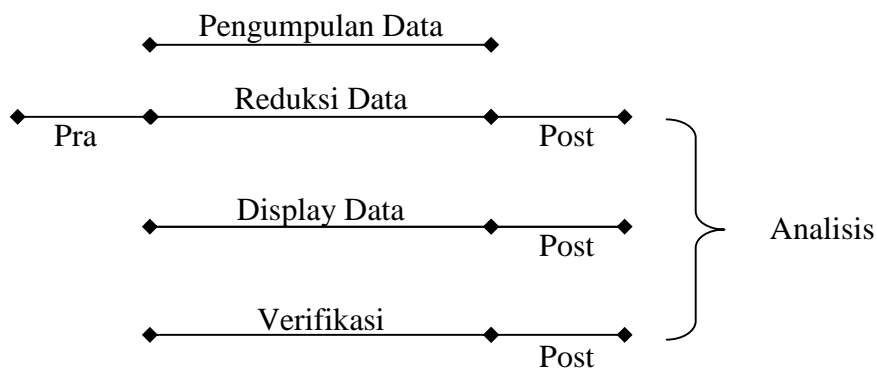 Pengumpulan Data
Reduksi Data
Pra
Post
Display Data
Post
Analisis
Verifikasi
Post